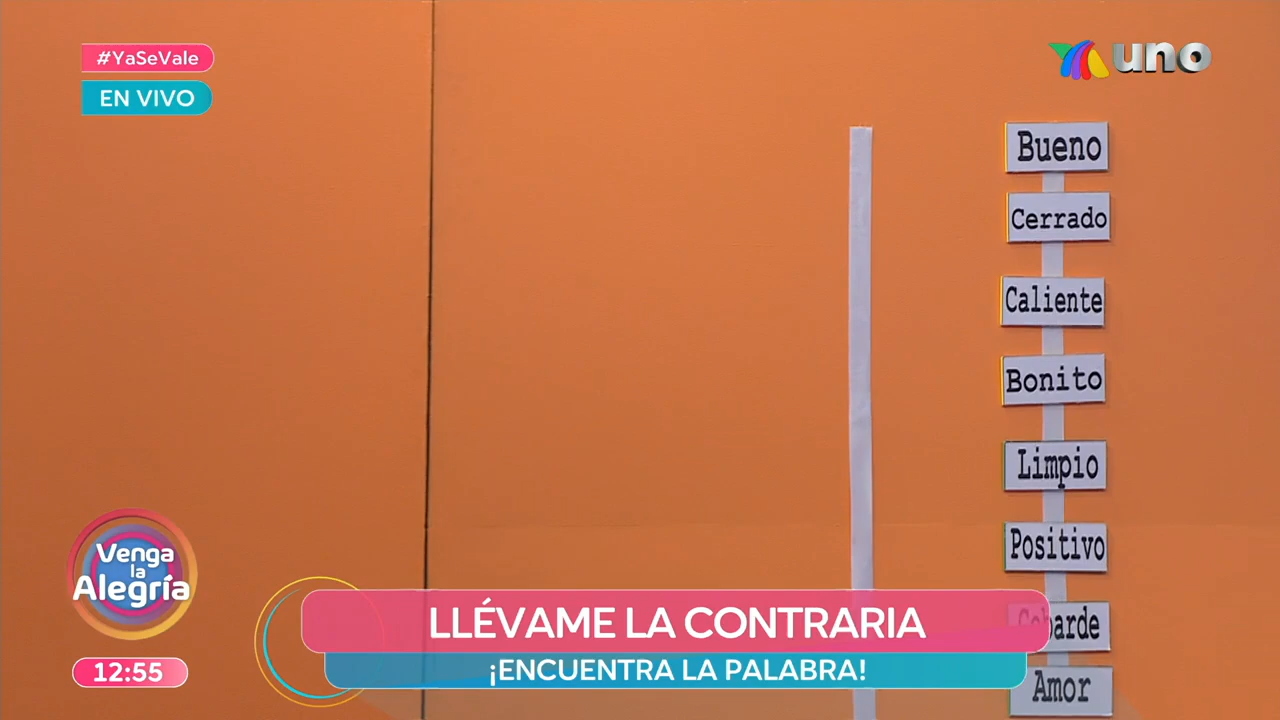 #YaSeVale
EN VIVO
uno
Bueno
Cerrado
Caliente
Bonito
Limpio
Positivo
Cobarde
Amor
Venga
la
Alegría
12:55
LLÉVAME LA CONTRARIA
¡ENCUENTRA LA PALABRA!